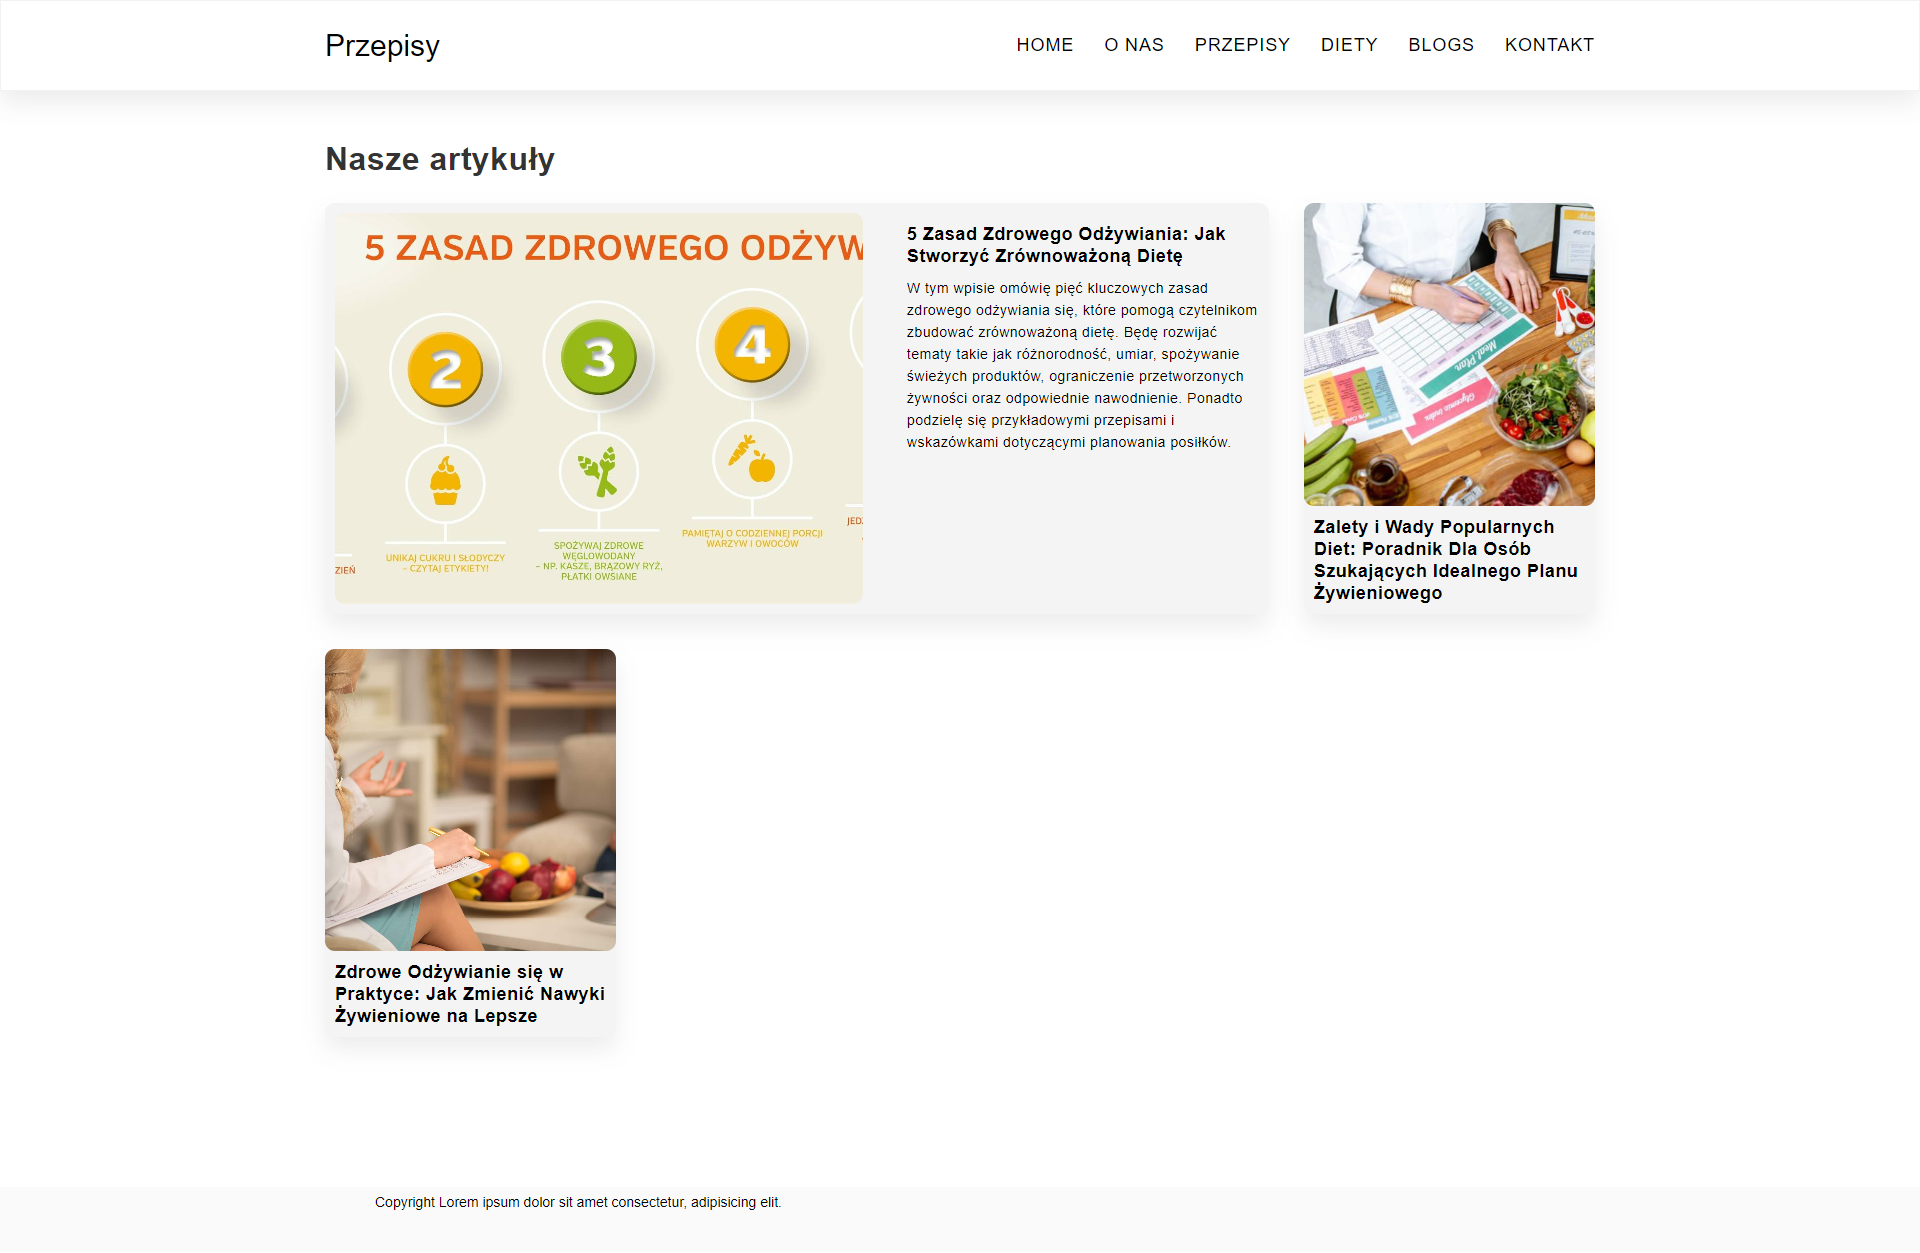 Przepisy
HOME O NAS PRZEPISY DIETY BLOGS KONTAKT
Nasze artykuły
5 ZASAD ZDROWEGO ODŻYW
2
3
4
UNIKAJ CUKRU I SŁODYCZY
– CZYTAJ ETYKIETY!
SPOŻYWAJ ZDROWE
WĘGLOWODANY
– NP. KASZE, BRĄZOWY RYŻ,
PŁATKI OWSIANE
PAMIĘTAJ O CODZIENNEJ PORCJI
WARZYW I OWOCÓW
JEDZ
ZIEŃ
5 Zasad Zdrowego Odżywiania: Jak
Stworzyć Zrównoważoną Dietę
W tym wpisie omówię pięć kluczowych zasad
zdrowego odżywiania się, które pomogą czytelnikom
zbudować zrównoważoną dietę. Będę rozwijać
tematy takie jak różnorodność, umiar, spożywanie
świeżych produktów, ograniczenie przetworzonych
żywności oraz odpowiednie nawodnienie. Ponadto
podzielę się przykładowymi przepisami i
wskazówkami dotyczącymi planowania posiłków.
Meal Plan
Zalety i Wady Popularnych
Diet: Poradnik Dla Osób
Szukających Idealnego Planu
Żywieniowego
Zdrowe Odżywianie się w
Praktyce: Jak Zmienić Nawyki
Żywieniowe na Lepsze
Copyright Lorem ipsum dolor sit amet consectetur, adipisicing elit.